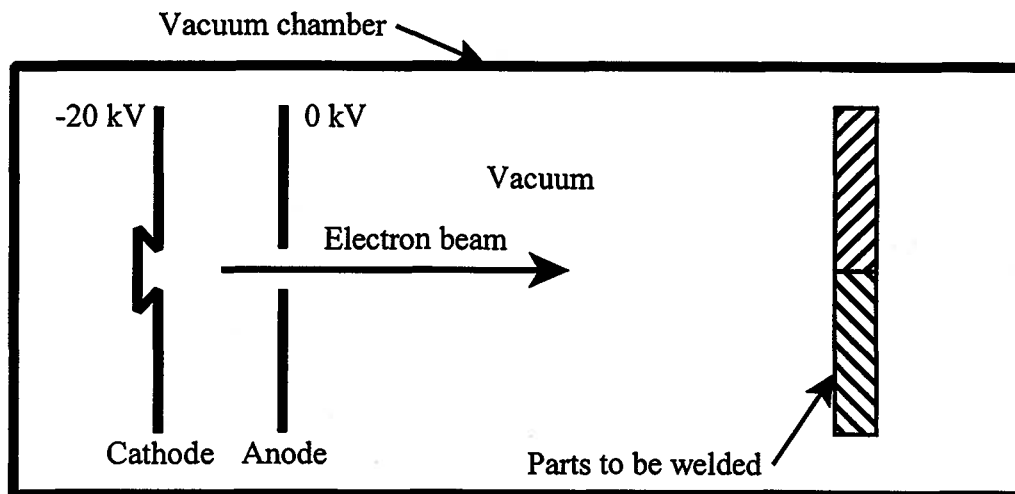 Vacuum chamber
-20 kV
0 kV
Vacuum
Electron beam
Cathode
Anode
Parts to be welded